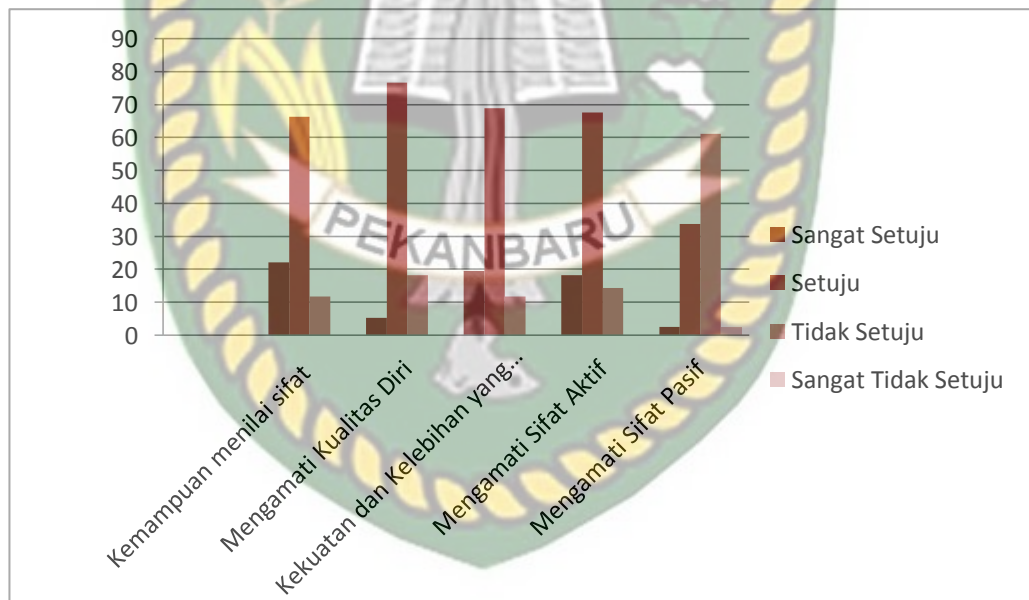 90
80
70
60
50
40
30
20
10
0
PEKANBARU
Sangat Setuju
Setuju
Tidak Setuju
Sangat Tidak Setuju
Kemampuan menilai sifat
Mengamati Kualitas Diri
Kekuatan dan Kelebihan yang...
Mengamati Sifat Aktif
Mengamati Sifat Pasif